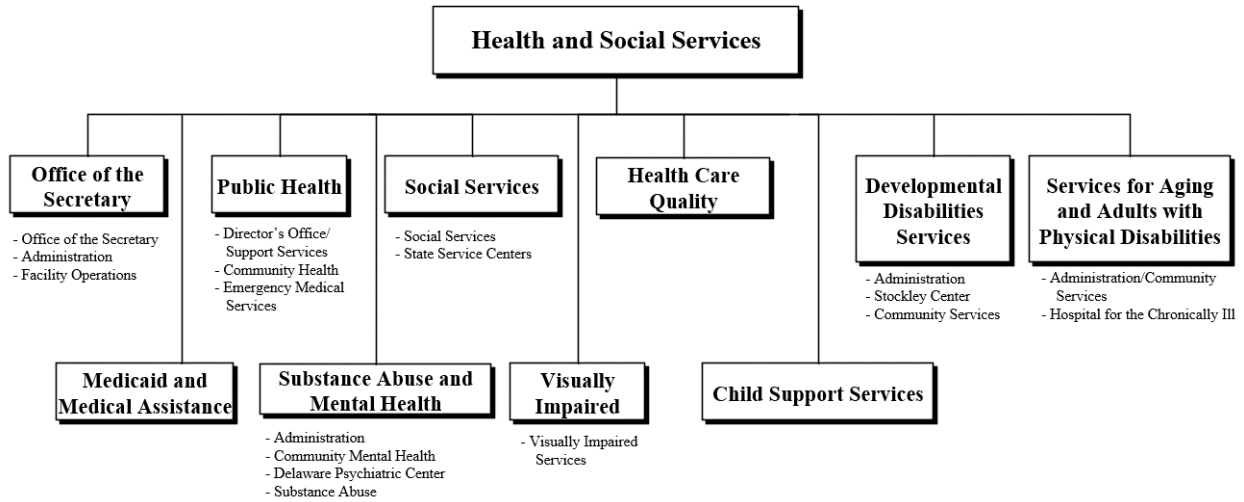 Health and Social Services
Office of the
Secretary
- Office of the Secretary
- Administration
- Facility Operations
Public Health
- Director's Office/
Support Services
- Community Health
- Emergency Medical
Services
Social Services
- Social Services
- State Service Centers
Health Care
Quality
Developmental
Disabilities
Services
- Administration
- Stockley Center
- Community Services
Services for Aging
and Adults with
Physical Disabilities
- Administration/Community
Services
- Hospital for the Chronically Ill
Medicaid and
Medical Assistance
Substance Abuse and
Mental Health
- Administration
- Community Mental Health
- Delaware Psychiatric Center
- Substance Abuse
Visually
Impaired
- Visually Impaired
Services
Child Support Services